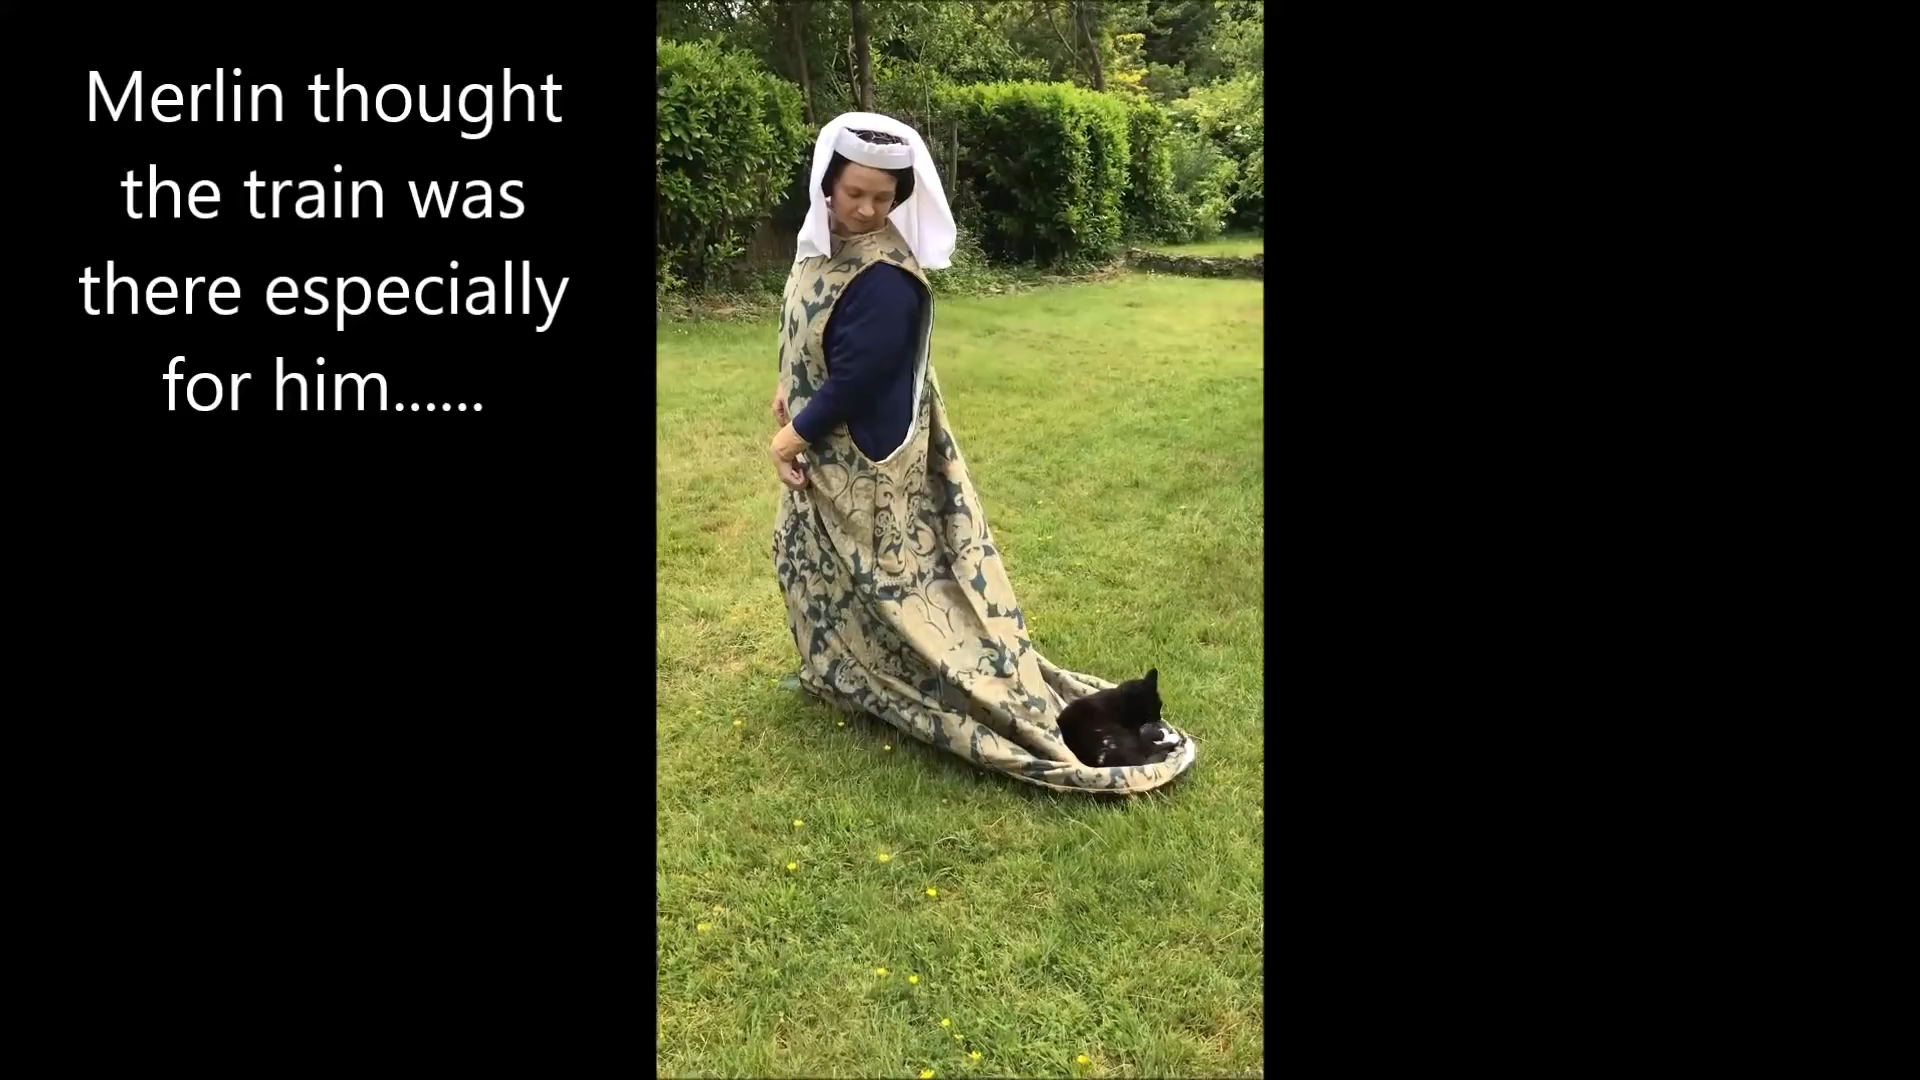 Merlin thought
the train was
there especially
for him......